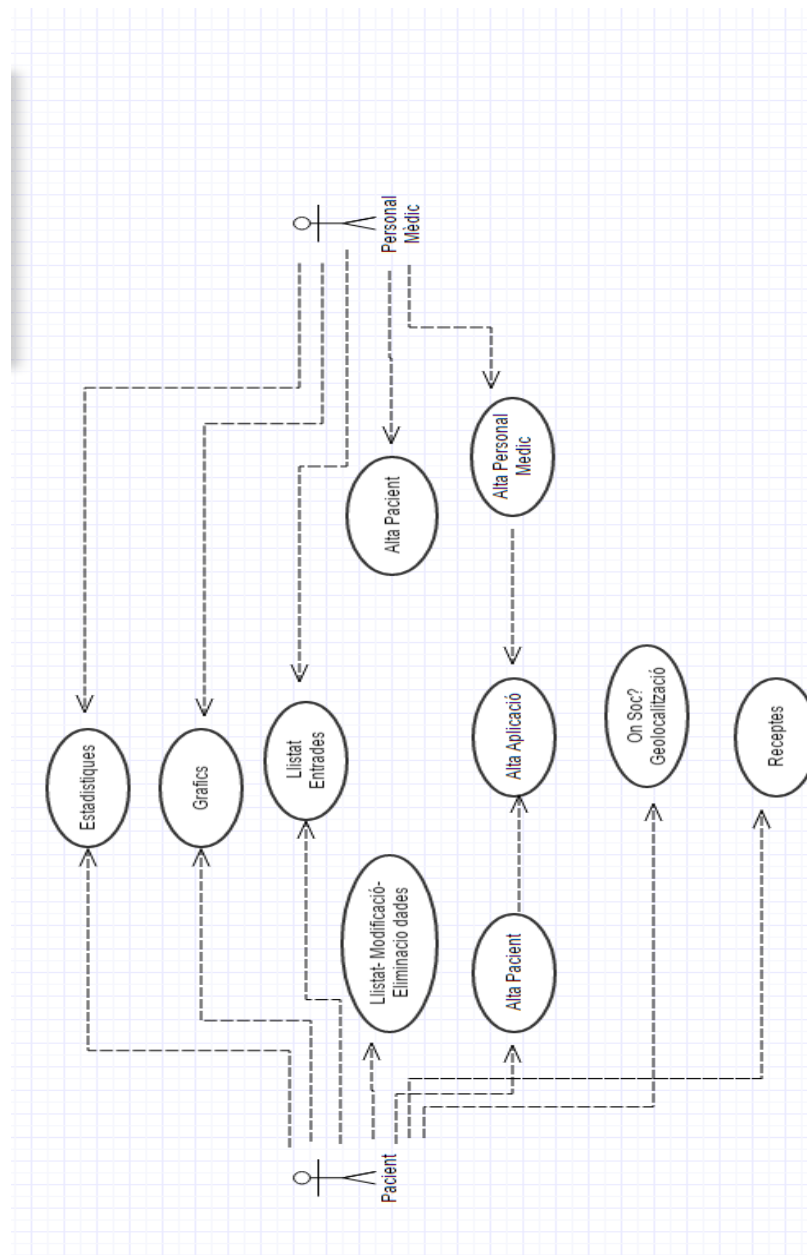 Estadistiques
Grafics
Llistat
Entrades
Llistat- Modificació-
Eliminacio dades
Alta Pacient
Pacient
Personal
Mèdic
Alta Pacient
Alta Personal
Medic
Alta Aplicació
On Soc?
Geolocalització
Receptes